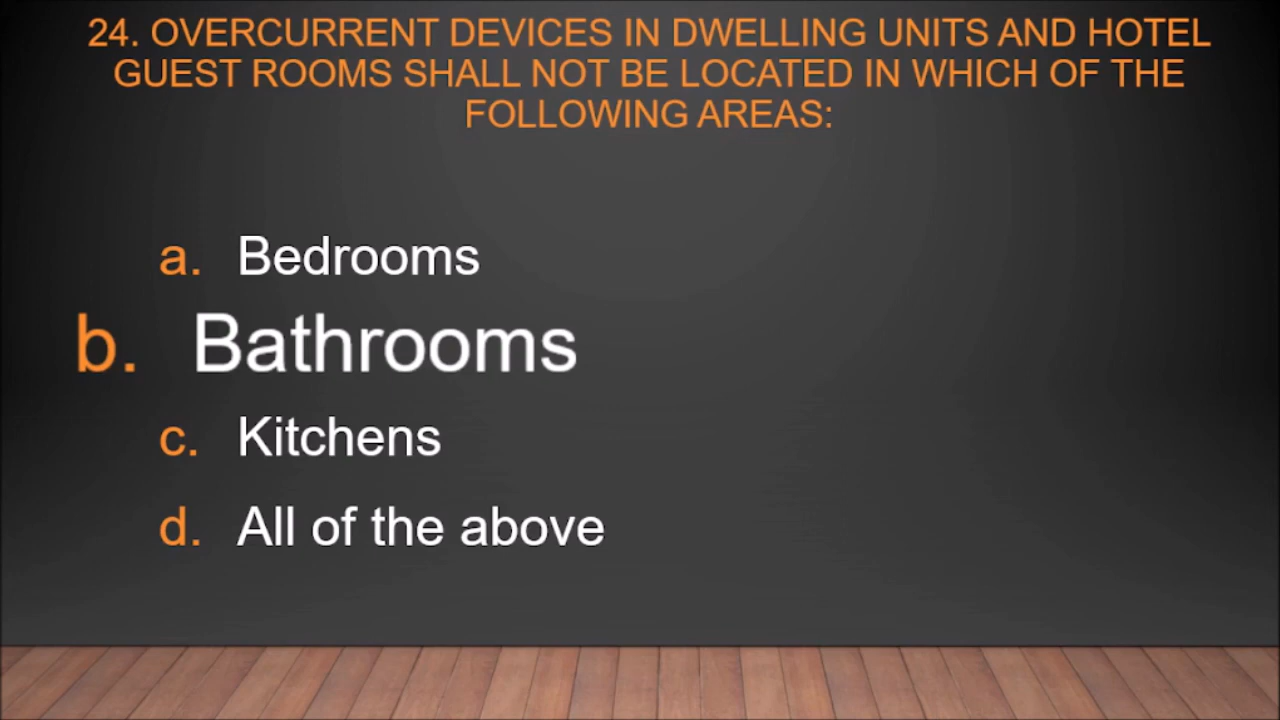 24. OVERCURRENT DEVICES IN DWELLING UNITS AND HOTEL
GUEST ROOMS SHALL NOT BE LOCATED IN WHICH OF THE
FOLLOWING AREAS:
a. Bedrooms
b. Bathrooms
c. Kitchens
d. All of the above